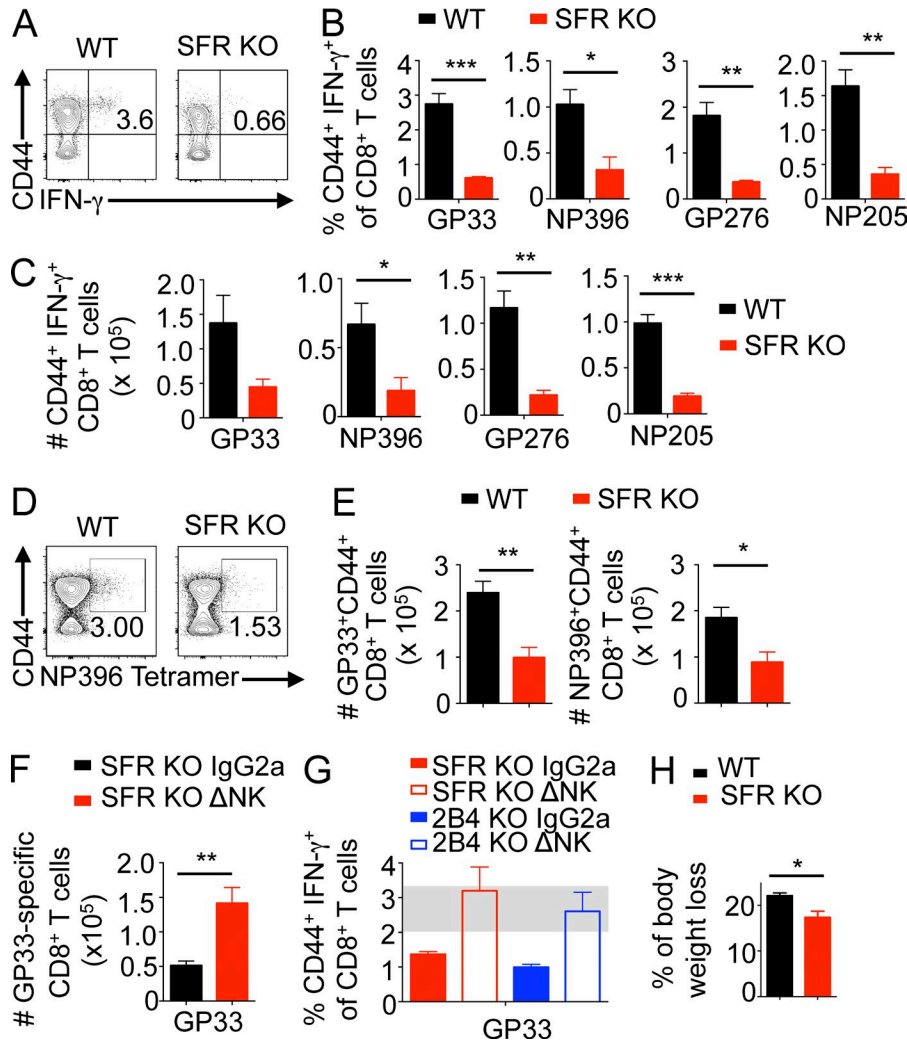 A
WT
SFR KO
3.6
0.66
CD44
IFN-γ
B
WT
SFR KO
% CD44⁺ IFN-γ⁺
of CD8⁺ T cells
4
3
2
1
0
***
GP33
1.5
1.0
0.5
0
*
NP396
3
2
1
0
**
GP276
2.0
1.5
1.0
0.5
0
**
NP205
C
# CD44⁺ IFN-γ⁺
CD8⁺ T cells
(x 10⁵)
2.0
1.5
1.0
0.5
0
GP33
1.0
0.5
0
*
NP396
1.5
1.0
0.5
0
**
GP276
1.5
1.0
0.5
0
***
NP205
WT
SFR KO
D
WT
SFR KO
3.00
1.53
CD44
NP396 Tetramer
E
WT
SFR KO
# GP33⁺CD44⁺
CD8⁺ T cells
(x 10⁵)
3
2
1
0
**
# NP396⁺CD44⁺
CD8⁺ T cells
(x 10⁵)
3
2
1
0
*
F
SFR KO IgG2a
SFR KO ΔNK
# GP33-specific
CD8⁺ T cells
(x10⁵)
2.0
1.5
1.0
0.5
0
**
GP33
G
SFR KO IgG2a
SFR KO ΔNK
2B4 KO IgG2a
2B4 KO ΔNK
% CD44⁺ IFN-γ⁺
of CD8⁺ T cells
4
3
2
1
0
GP33
H
WT
SFR KO
% of body
weight loss
20
10
0
*